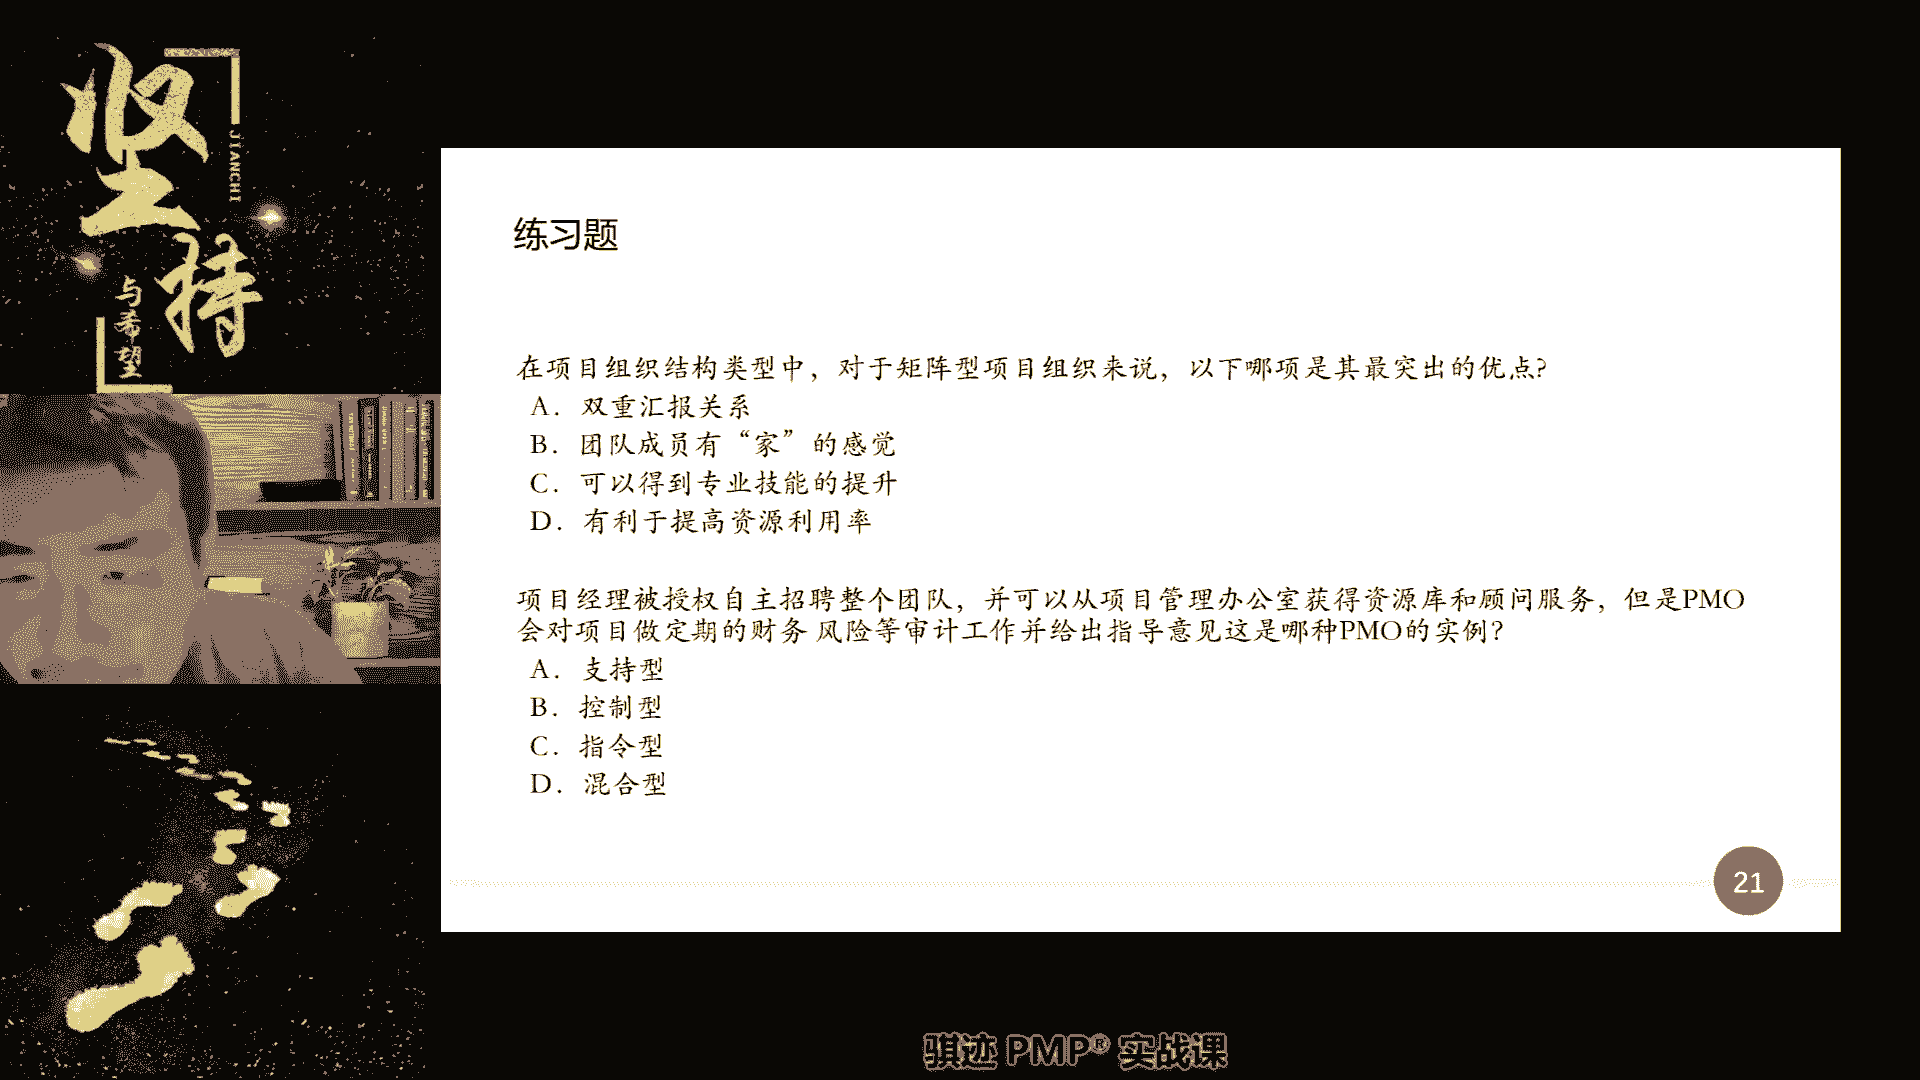 坚持
JIANCHI
与希望
练习题
在项目组织结构类型中，对于矩阵型项目组织来说，以下哪项是其最突出的优点?
A. 双重汇报关系
B. 团队成员有“家”的感觉
C. 可以得到专业技能的提升
D. 有利于提高资源利用率
项目经理被授权自主招聘整个团队，并可以从项目管理办公室获得资源库和顾问服务，但是PMO
会对项目做定期的财务 风险等审计工作并给出指导意见这是哪种PMO的实例?
A. 支持型
B. 控制型
C. 指令型
D. 混合型
21
骐迹 PMP® 实战课